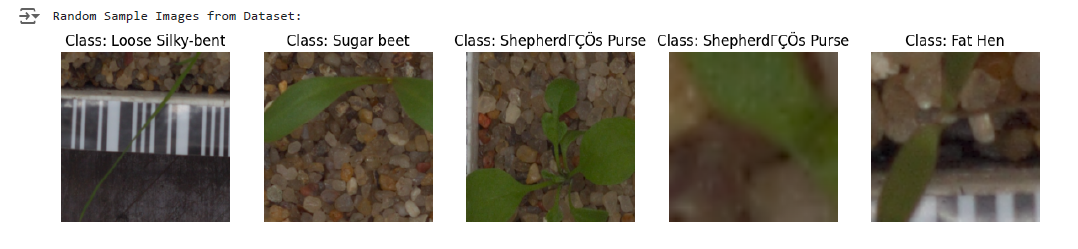 Random Sample Images from Dataset:
Class: Loose Silky-bent
Class: Sugar beet
Class: ShepherdΓÇÖs Purse
Class: ShepherdΓÇÖs Purse
Class: Fat Hen